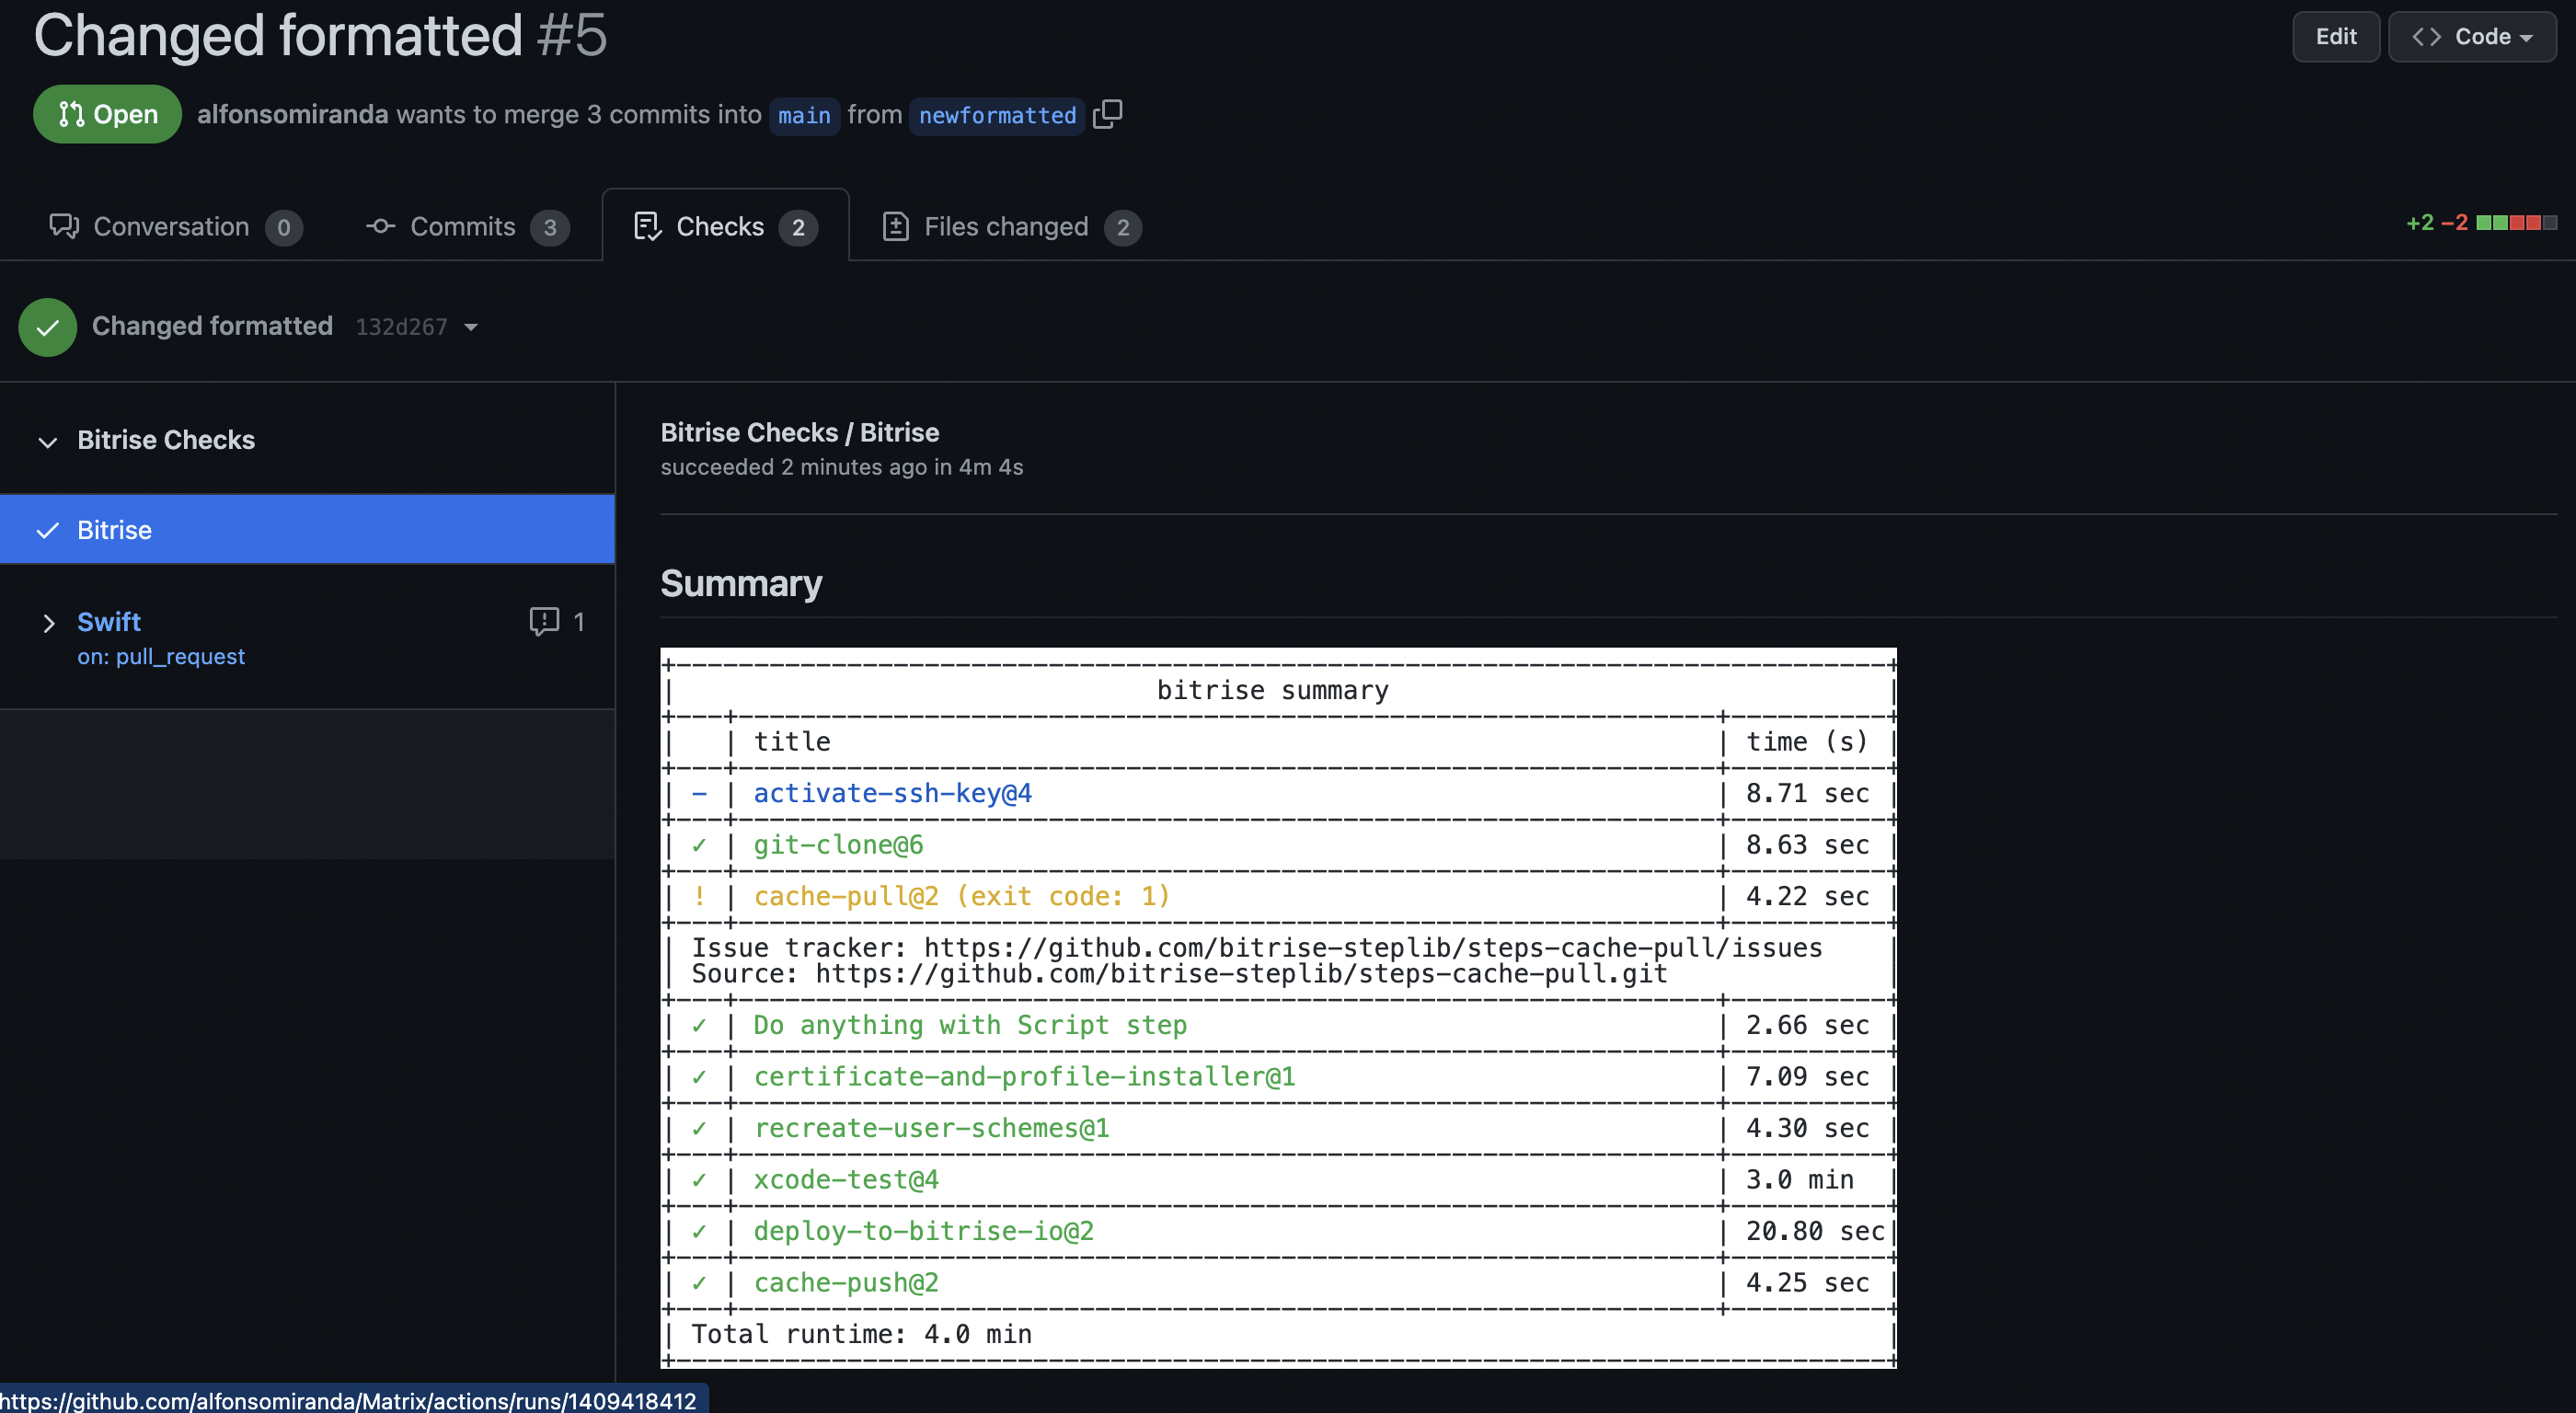 Changed formatted #5
Edit
Code
Open
alfonsomiranda wants to merge 3 commits into main from newformatted
Conversation 0
Commits 3
Checks 2
Files changed 2
+2 −2
Changed formatted 132d267
Bitrise Checks
Bitrise
Swift
1
on: pull_request
Bitrise Checks / Bitrise
succeeded 2 minutes ago in 4m 4s
Summary
bitrise summary
| | title | time (s) |
| - | activate-ssh-key@4 | 8.71 sec |
| ✓ | git-clone@6 | 8.63 sec |
| ! | cache-pull@2 (exit code: 1) | 4.22 sec |
| Issue tracker: https://github.com/bitrise-steplib/steps-cache-pull/issues |
| Source: https://github.com/bitrise-steplib/steps-cache-pull.git |
| ✓ | Do anything with Script step | 2.66 sec |
| ✓ | certificate-and-profile-installer@1 | 7.09 sec |
| ✓ | recreate-user-schemes@1 | 4.30 sec |
| ✓ | xcode-test@4 | 3.0 min |
| ✓ | deploy-to-bitrise-io@2 | 20.80 sec |
| ✓ | cache-push@2 | 4.25 sec |
| Total runtime: 4.0 min |
https://github.com/alfonsomiranda/Matrix/actions/runs/1409418412